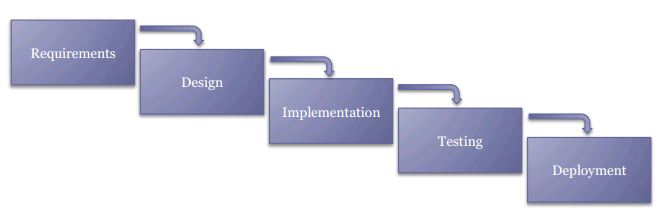 Requirements
Design
Implementation
Testing
Deployment